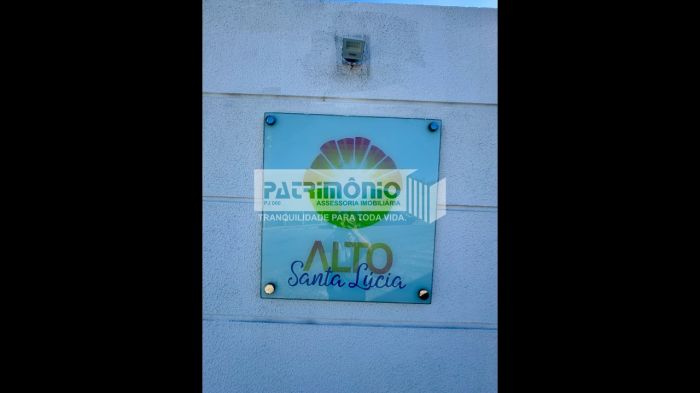 PATRIMÔNIO
PJ 060 ASSESSORIA IMOBILIÁRIA
TRANQUILIDADE PARA TODA VIDA.
ALTO
Santa Lúcia